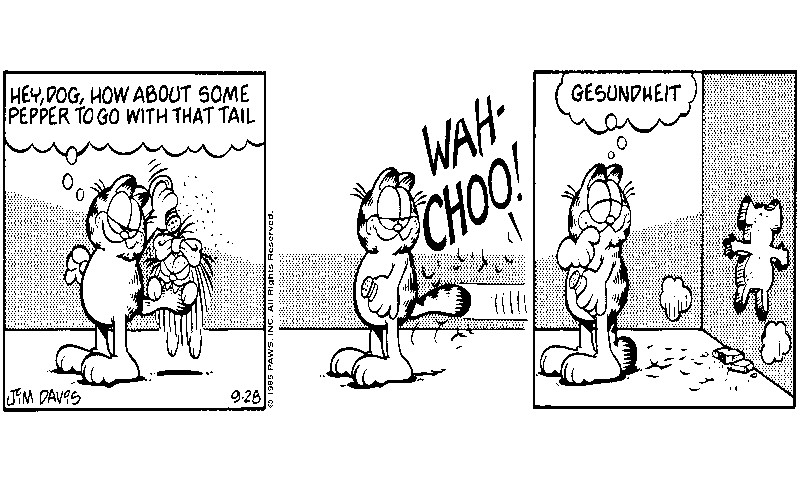 HEY, DOG, HOW ABOUT SOME
PEPPER TO GO WITH THAT TAIL
JIM DAVIS
9-28
© 1985 PAWS, INC. All Rights Reserved.
WAH-
CHOO!
GESUNDHEIT